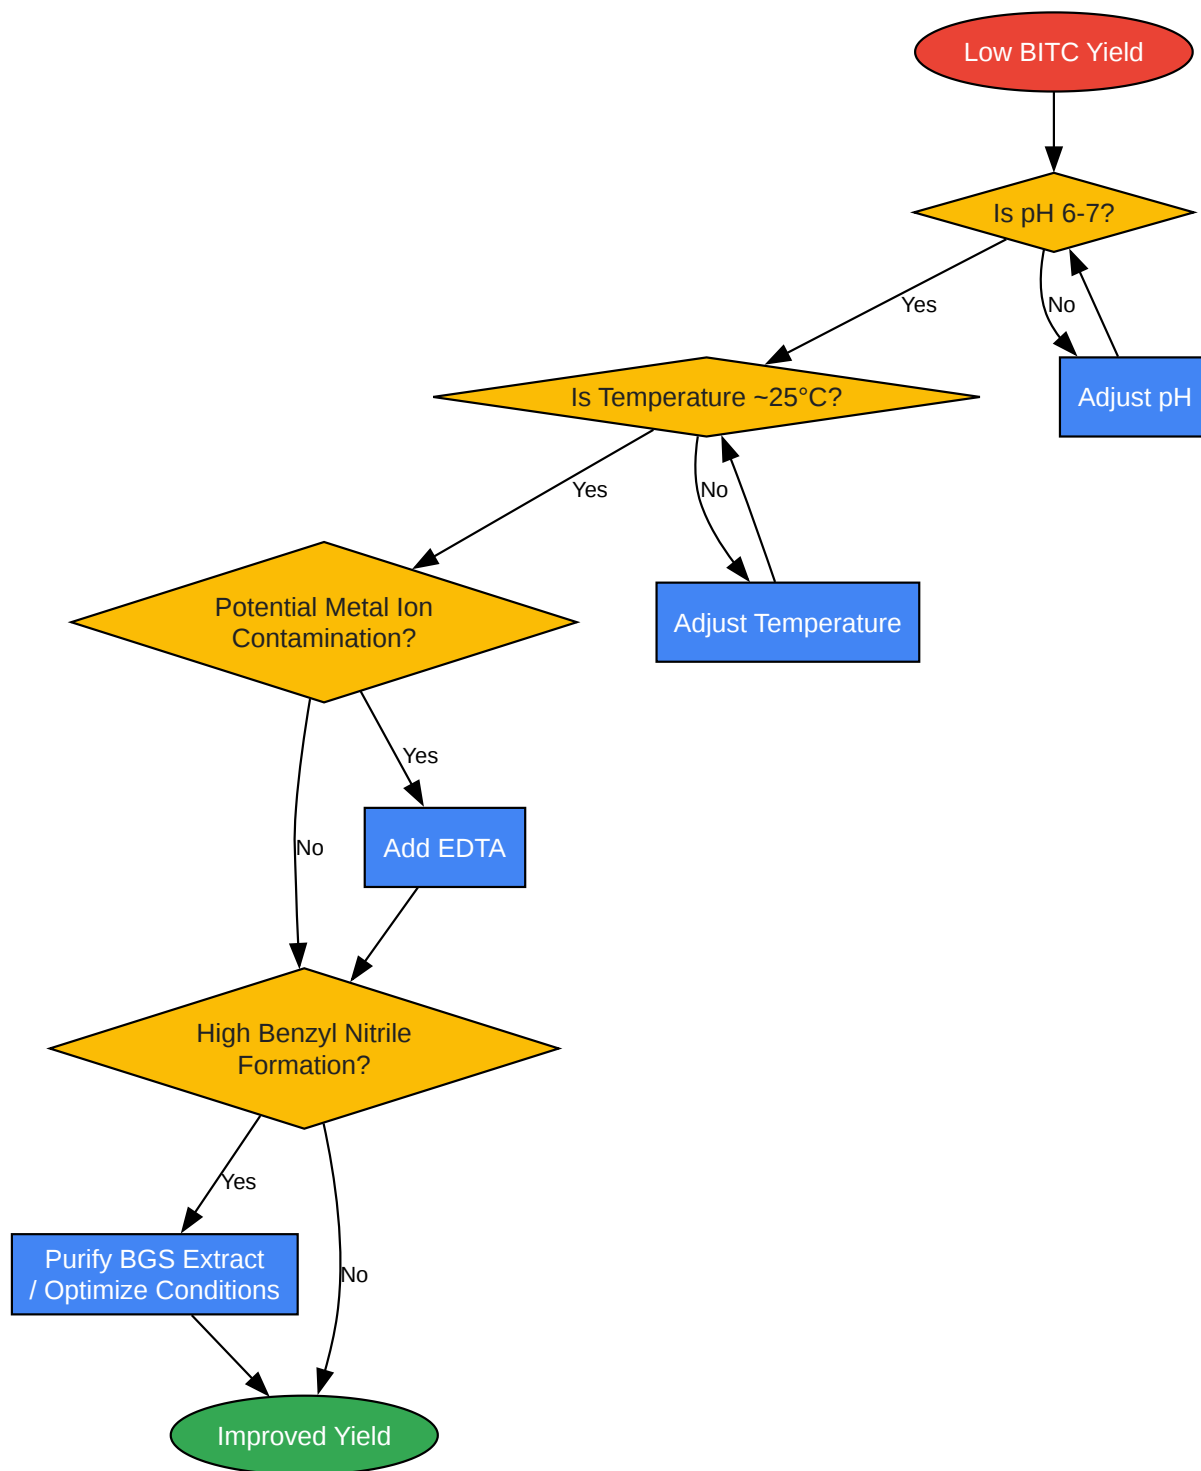 Low BITC Yield
Is pH 6-7?
Yes
No
Is Temperature ~25°C?
Adjust pH
Yes
No
Potential Metal Ion
Contamination?
Adjust Temperature
Yes
No
Add EDTA
High Benzyl Nitrile
Formation?
Yes
Purify BGS Extract
/ Optimize Conditions
No
Improved Yield